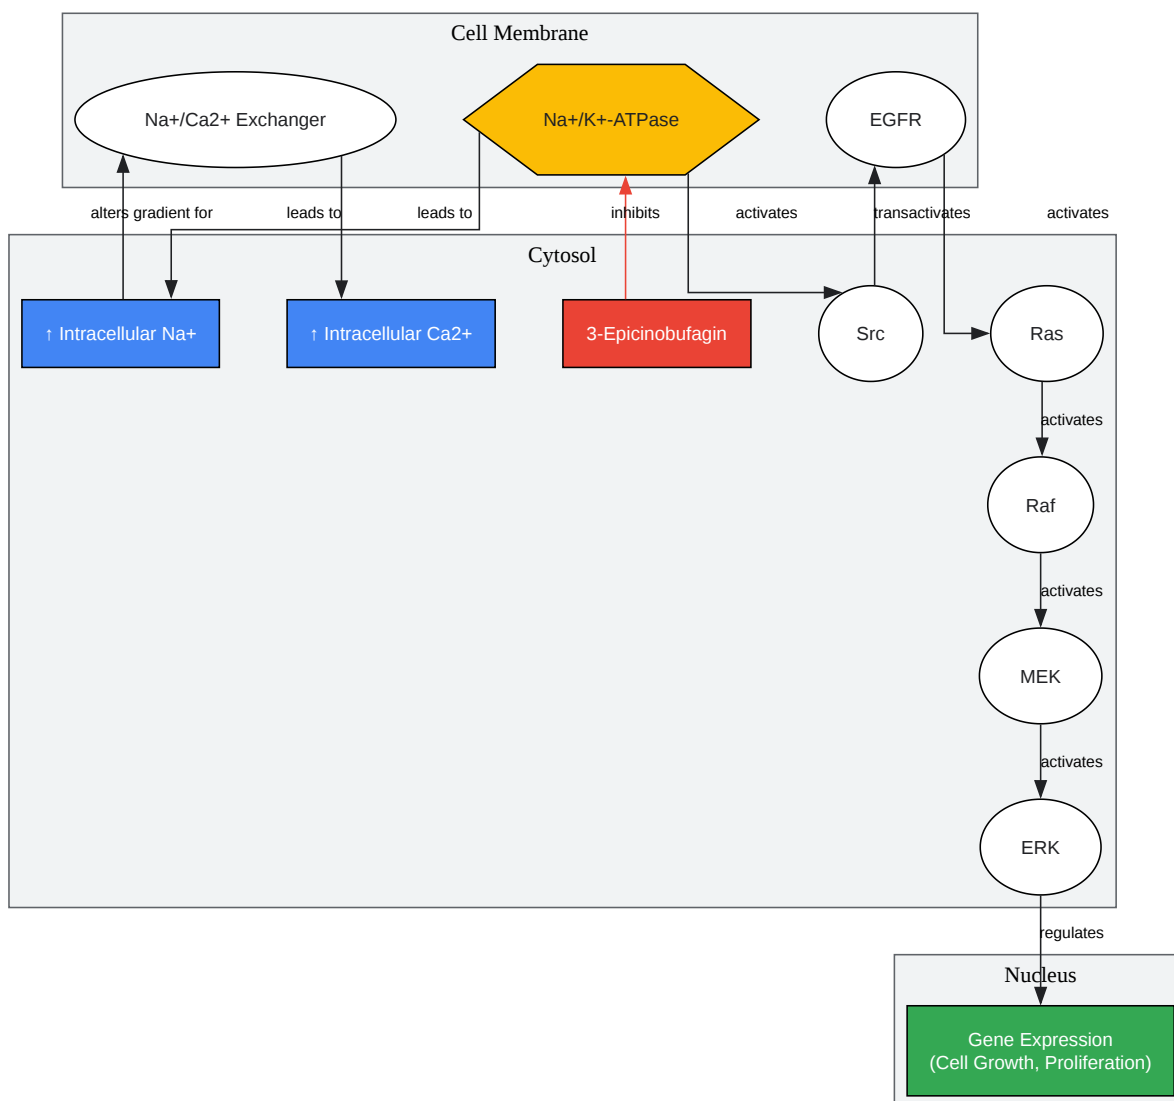 Cell Membrane
Na+/Ca2+ Exchanger
Na+/K+-ATPase
EGFR
alters gradient for
leads to
leads to
inhibits
activates
transactivates
activates
Cytosol
↑ Intracellular Na+
↑ Intracellular Ca2+
3-Epicinobufagin
Src
Ras
activates
Raf
activates
MEK
activates
ERK
regulates
Nucleus
Gene Expression
(Cell Growth, Proliferation)